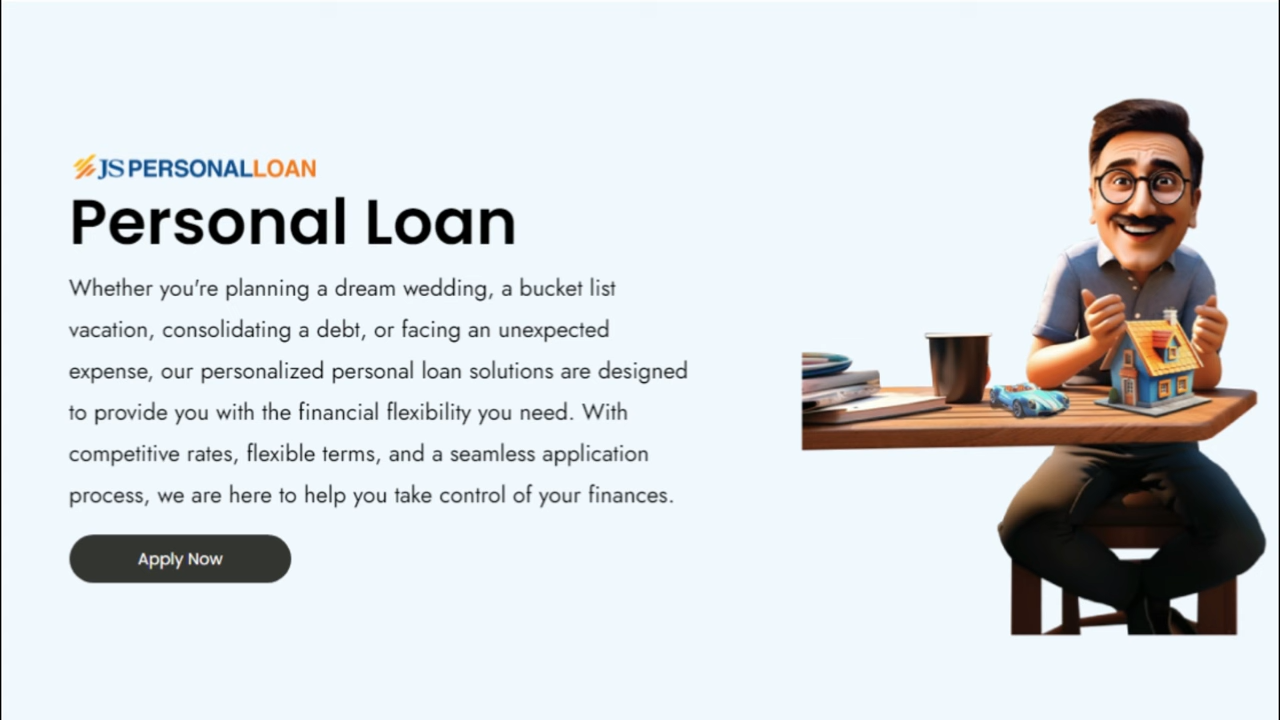 JS PERSONALLOAN
Personal Loan
Whether you're planning a dream wedding, a bucket list
vacation, consolidating a debt, or facing an unexpected
expense, our personalized personal loan solutions are designed
to provide you with the financial flexibility you need. With
competitive rates, flexible terms, and a seamless application
process, we are here to help you take control of your finances.
Apply Now